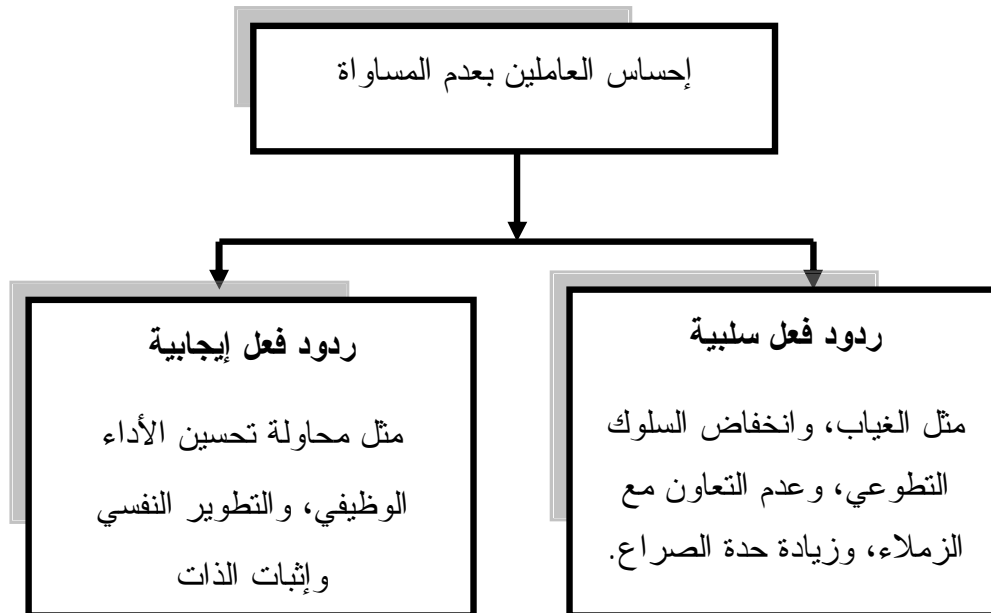 إحساس العاملين بعدم المساواة
ردود فعل سلبية
مثل الغياب، وانخفاض السلوك
التطوعي، وعدم التعاون مع
الزملاء، وزيادة حدة الصراع.
ردود فعل إيجابية
مثل محاولة تحسين الأداء
الوظيفي، والتطوير النفسي
وإثبات الذات